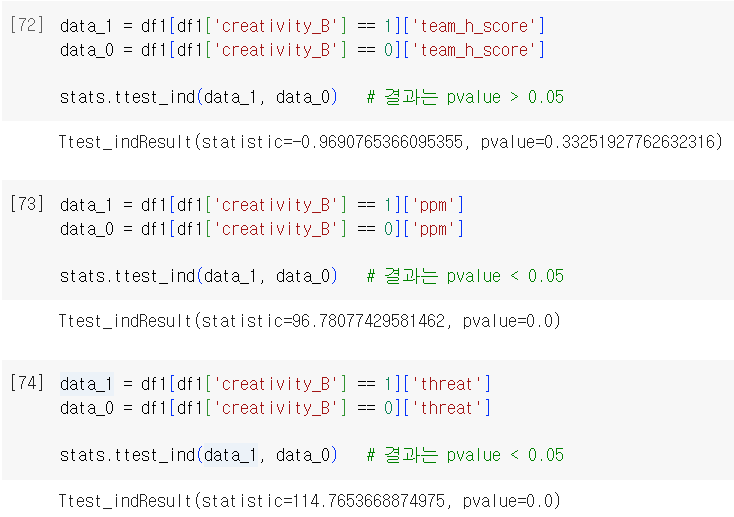 [72] data_1 = df1[df1['creativity_B'] == 1]['team_h_score']
data_0 = df1[df1['creativity_B'] == 0]['team_h_score']
stats.ttest_ind(data_1, data_0)   # 결과는 pvalue > 0.05
Ttest_indResult(statistic=-0.9690765366095355, pvalue=0.33251927762632316)
[73] data_1 = df1[df1['creativity_B'] == 1]['ppm']
data_0 = df1[df1['creativity_B'] == 0]['ppm']
stats.ttest_ind(data_1, data_0)   # 결과는 pvalue < 0.05
Ttest_indResult(statistic=96.78077429581462, pvalue=0.0)
[74] data_1 = df1[df1['creativity_B'] == 1]['threat']
data_0 = df1[df1['creativity_B'] == 0]['threat']
stats.ttest_ind(data_1, data_0)   # 결과는 pvalue < 0.05
Ttest_indResult(statistic=114.7653668874975, pvalue=0.0)